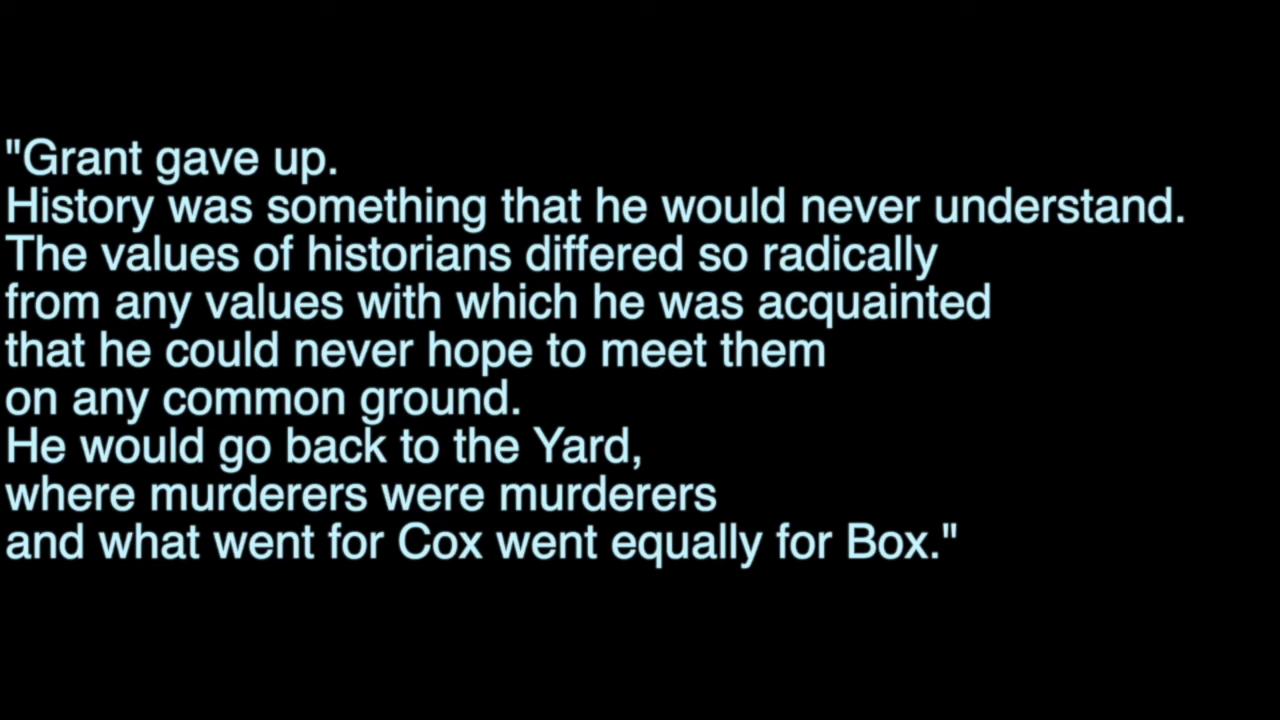 "Grant gave up.
History was something that he would never understand.
The values of historians differed so radically
from any values with which he was acquainted
that he could never hope to meet them
on any common ground.
He would go back to the Yard,
where murderers were murderers
and what went for Cox went equally for Box."